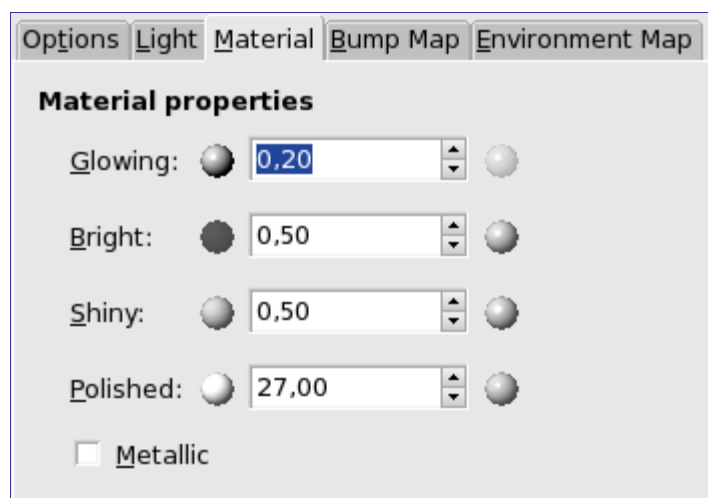 Options Light Material Bump Map Environment Map
Material properties
Glowing: 0,20
Bright: 0,50
Shiny: 0,50
Polished: 27,00
Metallic